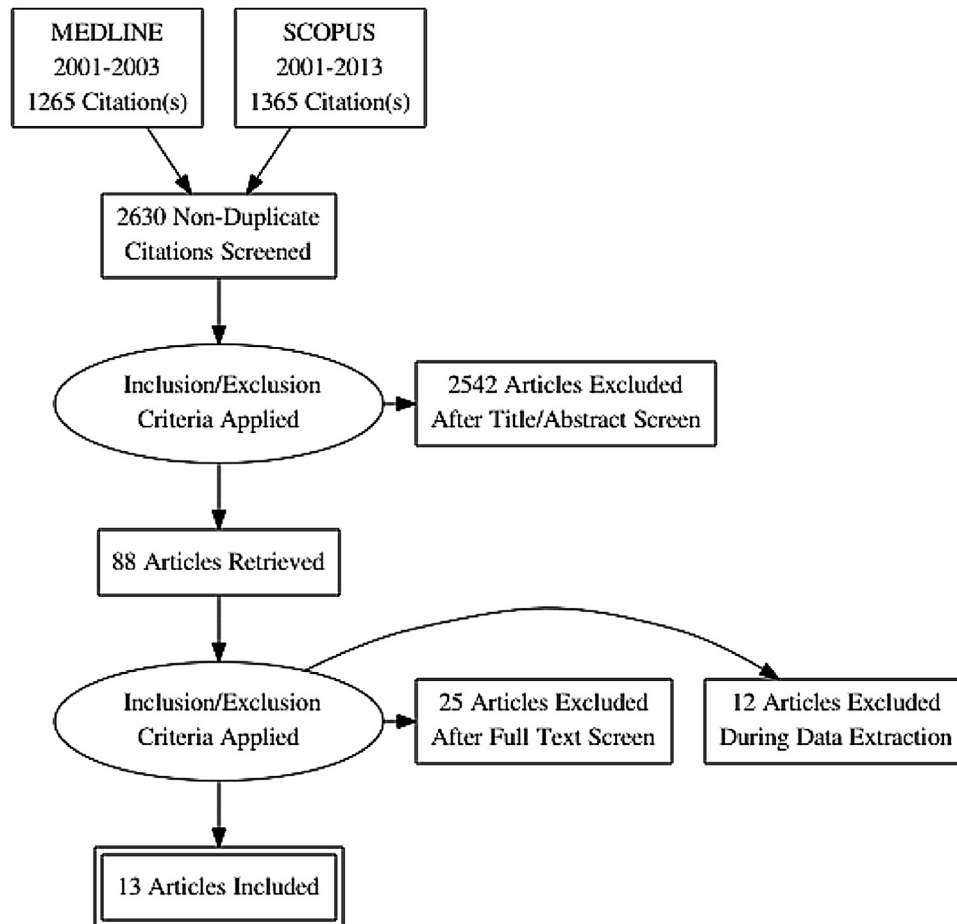 MEDLINE
2001-2003
1265 Citation(s)
SCOPUS
2001-2013
1365 Citation(s)
2630 Non-Duplicate
Citations Screened
Inclusion/Exclusion
Criteria Applied
2542 Articles Excluded
After Title/Abstract Screen
88 Articles Retrieved
Inclusion/Exclusion
Criteria Applied
25 Articles Excluded
After Full Text Screen
12 Articles Excluded
During Data Extraction
13 Articles Included